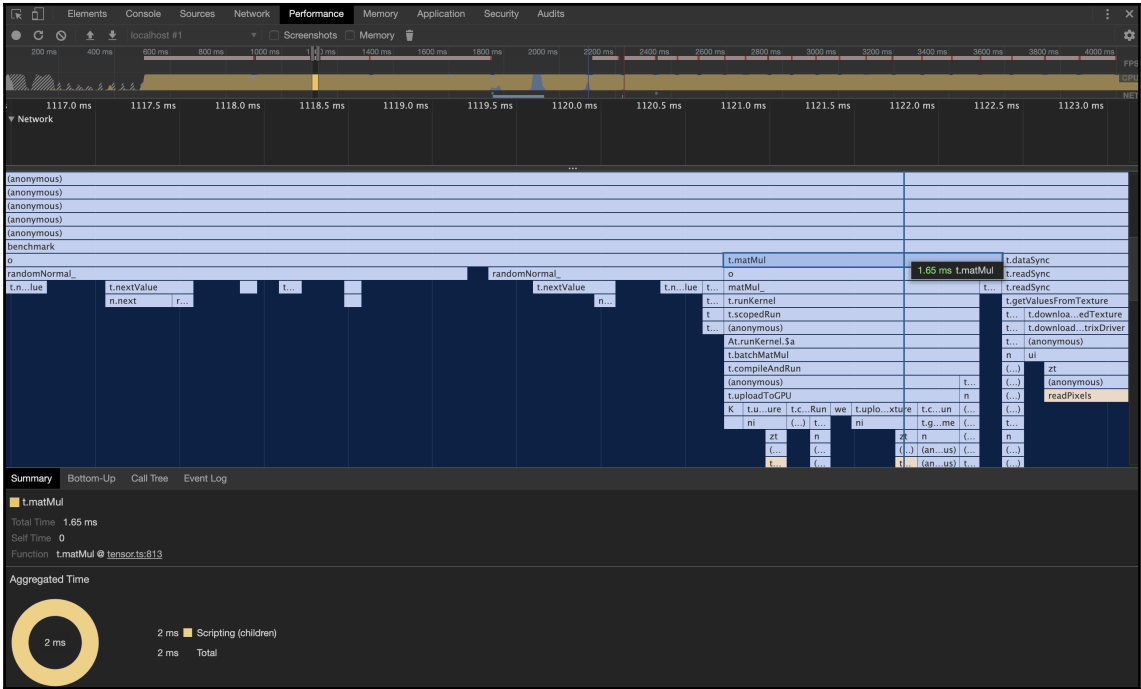 Elements Console Sources Network Performance Memory Application Security Audits
localhost #1 Screenshots Memory
200 ms 400 ms 600 ms 800 ms 1000 ms 1400 ms 1600 ms 1800 ms 2000 ms 2200 ms 2400 ms 2600 ms 2800 ms 3000 ms 3200 ms 3400 ms 3600 ms 3800 ms 4000 ms
FPS
CPU
NET
1117.0 ms 1117.5 ms 1118.0 ms 1118.5 ms 1119.0 ms 1119.5 ms 1120.0 ms 1120.5 ms 1121.0 ms 1121.5 ms 1122.0 ms 1122.5 ms 1123.0 ms
▼ Network
...
(anonymous)
(anonymous)
(anonymous)
(anonymous)
(anonymous)
benchmark
o t.matMul t.dataSync
randomNormal_ randomNormal_ o 1.65 ms t.matMul t.readSync
t.n...lue t.nextValue t... t.nextValue t.n...lue t... matMul_ t... t.readSync
n.next r... n... t... t.runKernel t.getValuesFromTexture
t t.scopedRun t... t.downloa...edTexture
t... (anonymous) t... t.download...trixDriver
At.runKernel.$a t... (anonymous)
t.batchMatMul n ui
t.compileAndRun (...) zt
(anonymous) t... (...) (anonymous)
t.uploadToGPU n (...) readPixels
K t.u...ure t.c...Run we t.uplo...xture t.c...un (... (...)
ni (...) t... ni t.g...me (... t...
zt n zt n (... n
(... (... (...) (an...us) (... (...)
t... (... t... (an...us) t... (...)
Summary Bottom-Up Call Tree Event Log
t.matMul
Total Time 1.65 ms
Self Time 0
Function t.matMul @ tensor.ts:813
Aggregated Time
2 ms
2 ms Scripting (children)
2 ms Total